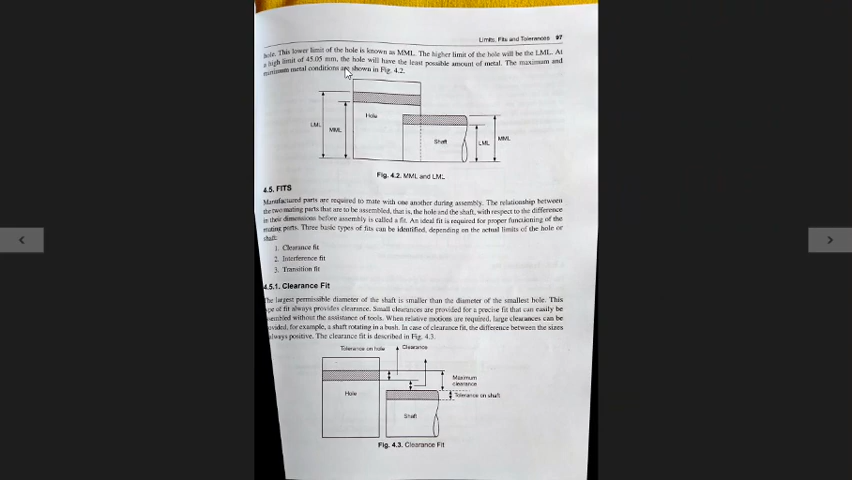 Limits, Fits and Tolerances 97
hole. This lower limit of the hole is known as MML. The higher limit of the hole will be the LML. At
a high limit of 45.05 mm, the hole will have the least possible amount of metal. The maximum and
minimum metal conditions are shown in Fig. 4.2.
Hole
LML
MML
Shaft
LML
MML
Fig. 4.2. MML and LML
4.5. FITS
Manufactured parts are required to mate with one another during assembly. The relationship between
the two mating parts that are to be assembled, that is, the hole and the shaft, with respect to the difference
in their dimensions before assembly is called a fit. An ideal fit is required for proper functioning of the
mating parts. Three basic types of fits can be identified, depending on the actual limits of the hole or
shaft:
1. Clearance fit
2. Interference fit
3. Transition fit
4.5.1. Clearance Fit
The largest permissible diameter of the shaft is smaller than the diameter of the smallest hole. This
ype of fit always provides clearance. Small clearances are provided for a precise fit that can easily be
sembled without the assistance of tools. When relative motions are required, large clearances can be
ovided, for example, a shaft rotating in a bush. In case of clearance fit, the difference between the sizes
always positive. The clearance fit is described in Fig. 4.3.
Tolerance on hole
Clearance
Maximum
clearance
Tolerance on shaft
Hole
Shaft
Fig. 4.3. Clearance Fit